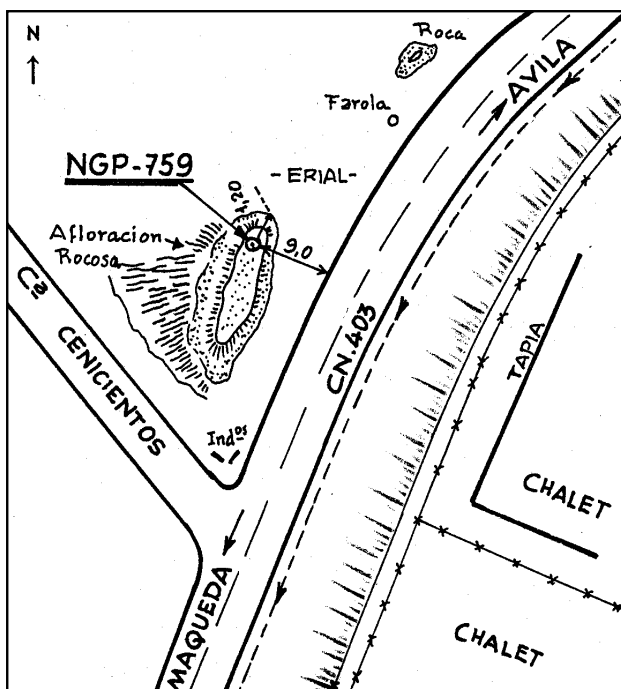 N
Roca
Farola
AVILA
NGP-759
-ERIAL-
1,20
9,0
Afloracion
Rocosa
Cª CENICIENTOS
CN.403
TAPIA
Indos
CHALET
MAQUEDA
CHALET